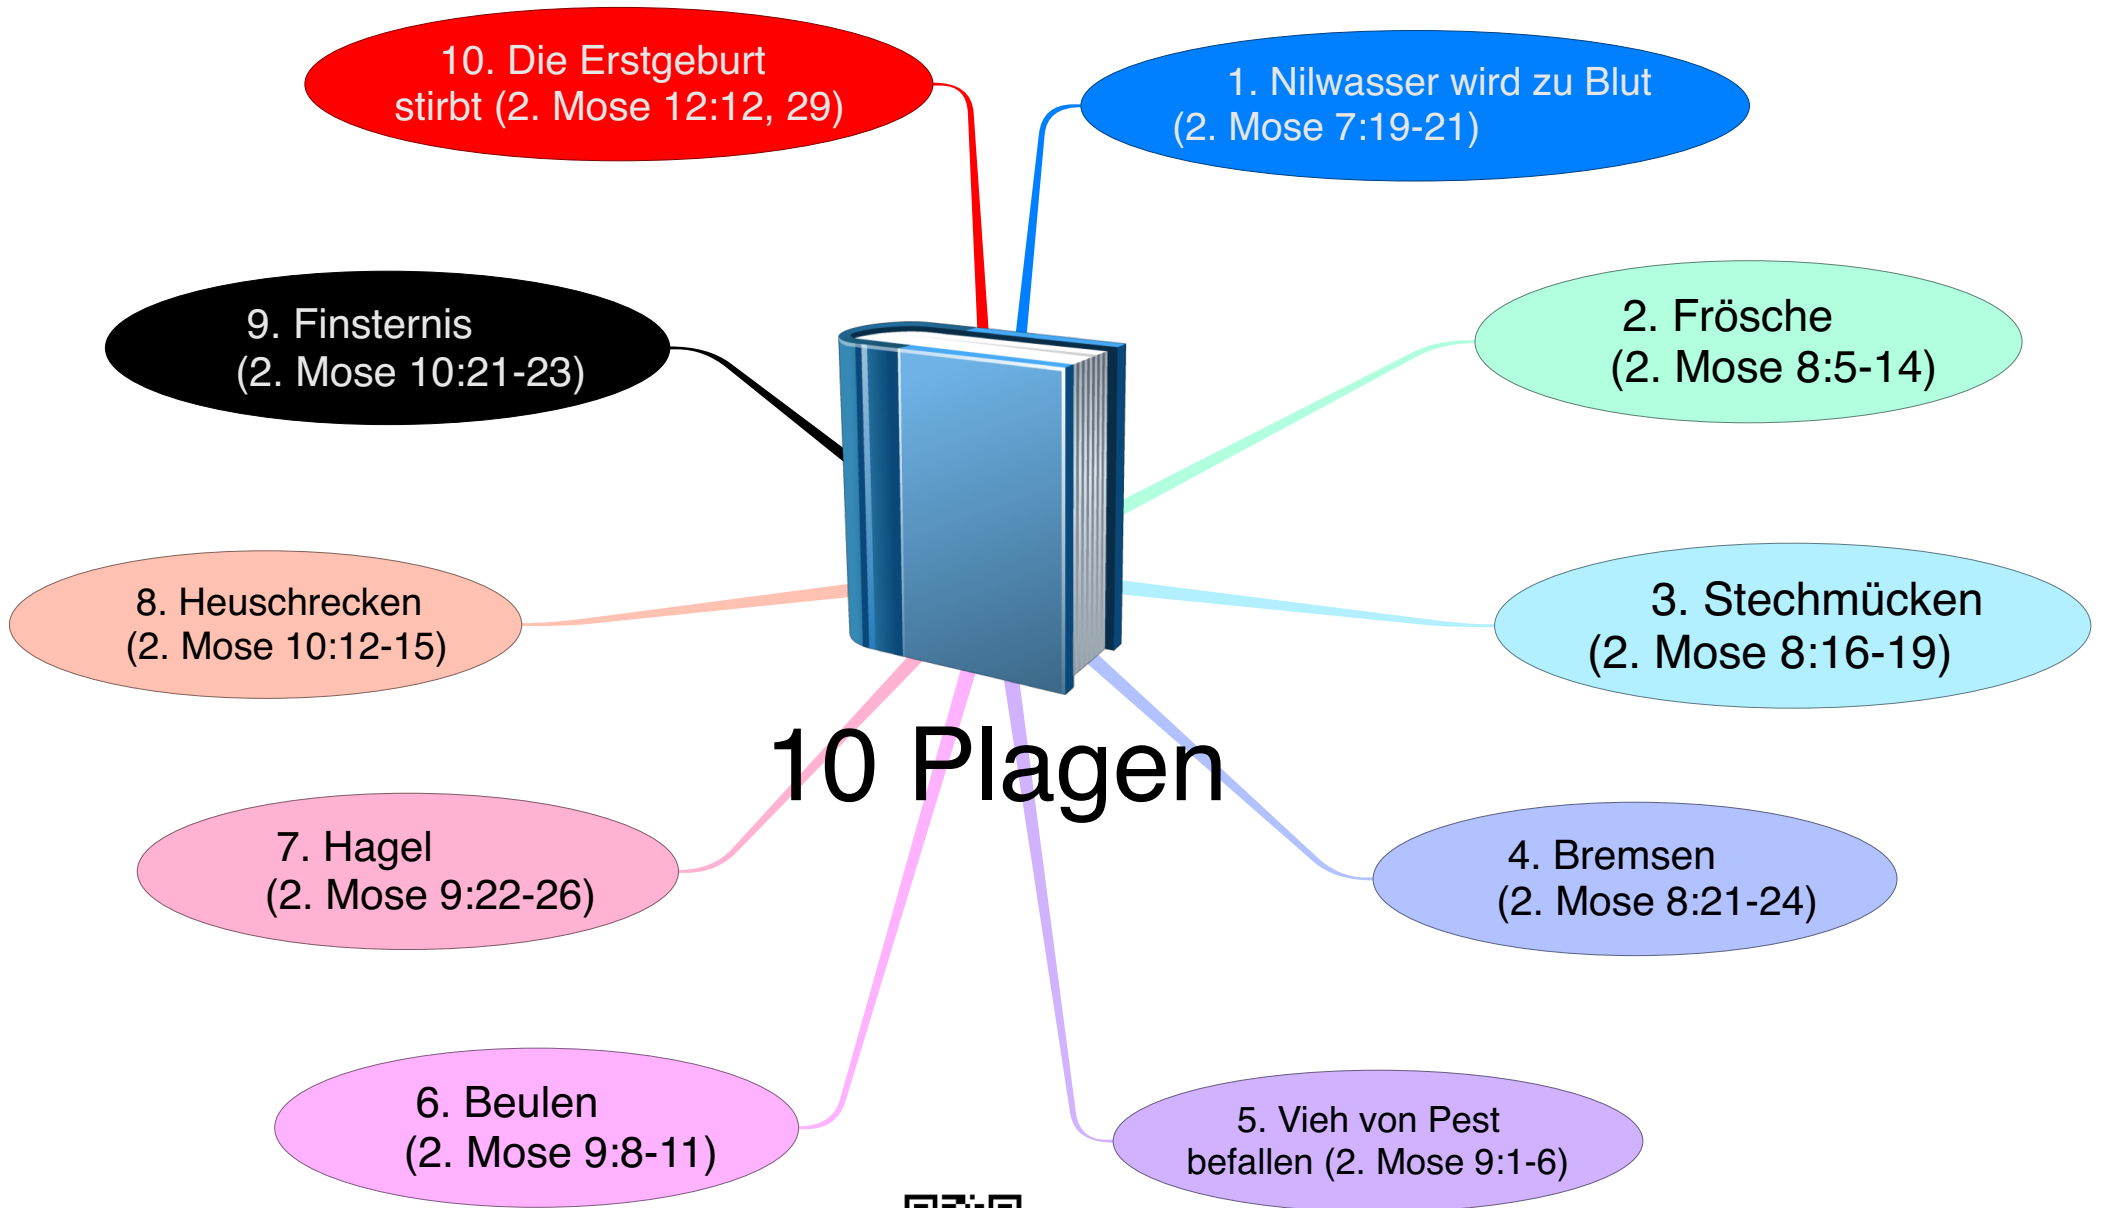 10. Die Erstgeburt
stirbt (2. Mose 12:12, 29)
1. Nilwasser wird zu Blut
(2. Mose 7:19-21)
9. Finsternis
(2. Mose 10:21-23)
2. Frösche
(2. Mose 8:5-14)
8. Heuschrecken
(2. Mose 10:12-15)
3. Stechmücken
(2. Mose 8:16-19)
10 Plagen
7. Hagel
(2. Mose 9:22-26)
4. Bremsen
(2. Mose 8:21-24)
6. Beulen
(2. Mose 9:8-11)
5. Vieh von Pest
befallen (2. Mose 9:1-6)